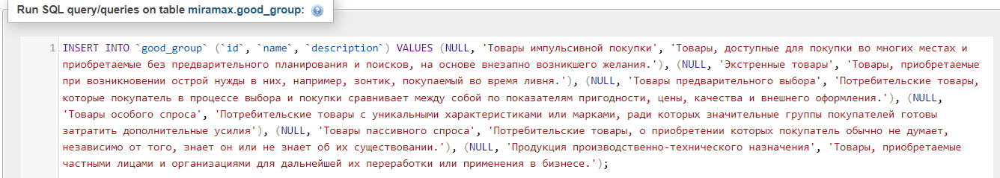 Run SQL query/queries on table miramax.good_group:
1 INSERT INTO `good_group` (`id`, `name`, `description`) VALUES (NULL, 'Товары импульсивной покупки', 'Товары, доступные для покупки во многих местах и
приобретаемые без предварительного планирования и поисков, на основе внезапно возникшего желания.'), (NULL, 'Экстренные товары', 'Товары, приобретаемые
при возникновении острой нужды в них, например, зонтик, покупаемый во время ливня.'), (NULL, 'Товары предварительного выбора', 'Потребительские товары,
которые покупатель в процессе выбора и покупки сравнивает между собой по показателям пригодности, цены, качества и внешнего оформления.'), (NULL,
'Товары особого спроса', 'Потребительские товары с уникальными характеристиками или марками, ради которых значительные группы покупателей готовы
затратить дополнительные усилия'), (NULL, 'Товары пассивного спроса', 'Потребительские товары, о приобретении которых покупатель обычно не думает,
независимо от того, знает он или не знает об их существовании.'), (NULL, 'Продукция производственно-технического назначения', 'Товары, приобретаемые
частными лицами и организациями для дальнейшей их переработки или применения в бизнесе.');